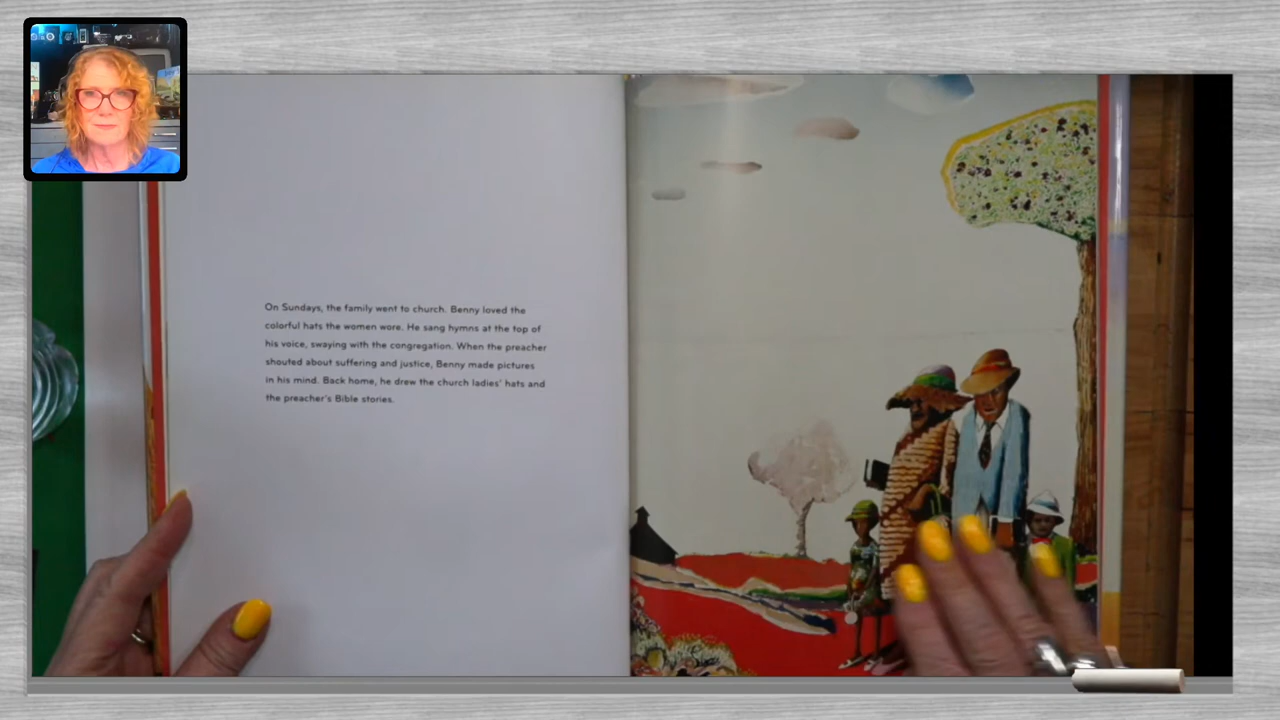 On Sundays, the family went to church. Benny loved the
colorful hats the women wore. He sang hymns at the top of
his voice, swaying with the congregation. When the preacher
shouted about suffering and justice, Benny made pictures
in his mind. Back home, he drew the church ladies' hats and
the preacher's Bible stories.